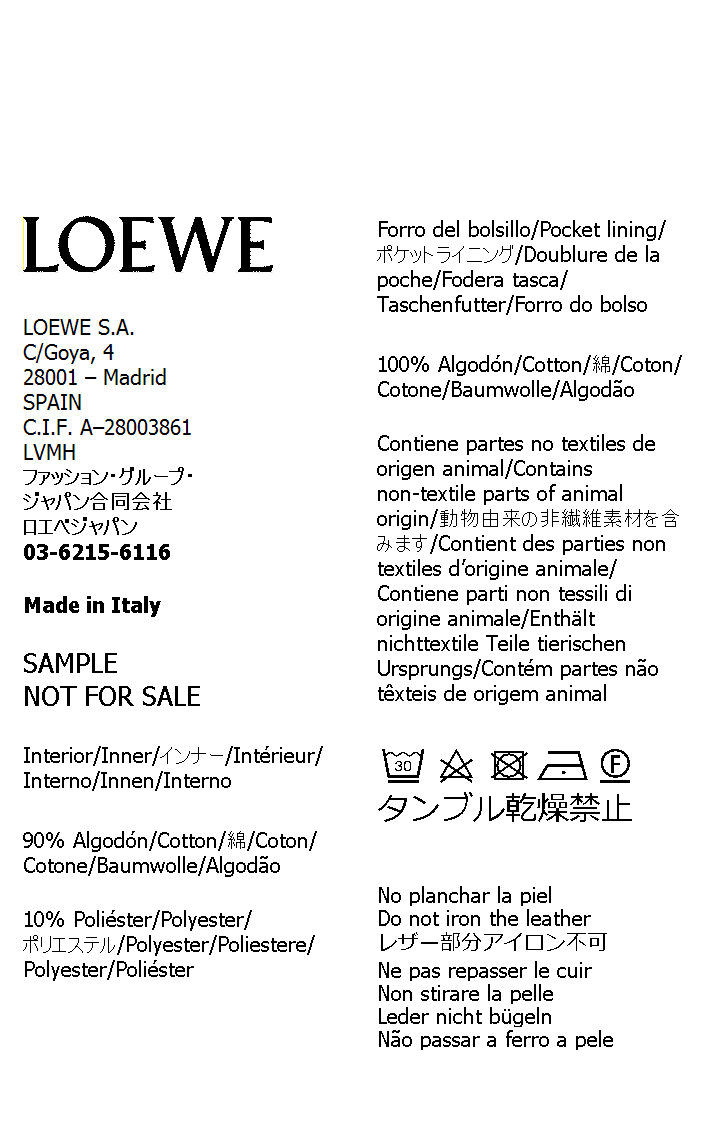 LOEWE
LOEWE S.A.
C/Goya, 4
28001 – Madrid
SPAIN
C.I.F. A–28003861
LVMH
ファッション・グループ・
ジャパン合同会社
ロエベジャパン
03-6215-6116
Made in Italy
SAMPLE
NOT FOR SALE
Interior/Inner/インナー/Intérieur/
Interno/Innen/Interno
90% Algodón/Cotton/綿/Coton/
Cotone/Baumwolle/Algodão
10% Poliéster/Polyester/
ポリエステル/Polyester/Poliestere/
Polyester/Poliéster
Forro del bolsillo/Pocket lining/
ポケットライニング/Doublure de la
poche/Fodera tasca/
Taschenfutter/Forro do bolso
100% Algodón/Cotton/綿/Coton/
Cotone/Baumwolle/Algodão
Contiene partes no textiles de
origen animal/Contains
non-textile parts of animal
origin/動物由来の非繊維素材を含
みます/Contient des parties non
textiles d’origine animale/
Contiene parti non tessili di
origine animale/Enthält
nichttextile Teile tierischen
Ursprungs/Contém partes não
têxteis de origem animal
30 F
タンブル乾燥禁止
No planchar la piel
Do not iron the leather
レザー部分アイロン不可
Ne pas repasser le cuir
Non stirare la pelle
Leder nicht bügeln
Não passar a ferro a pele